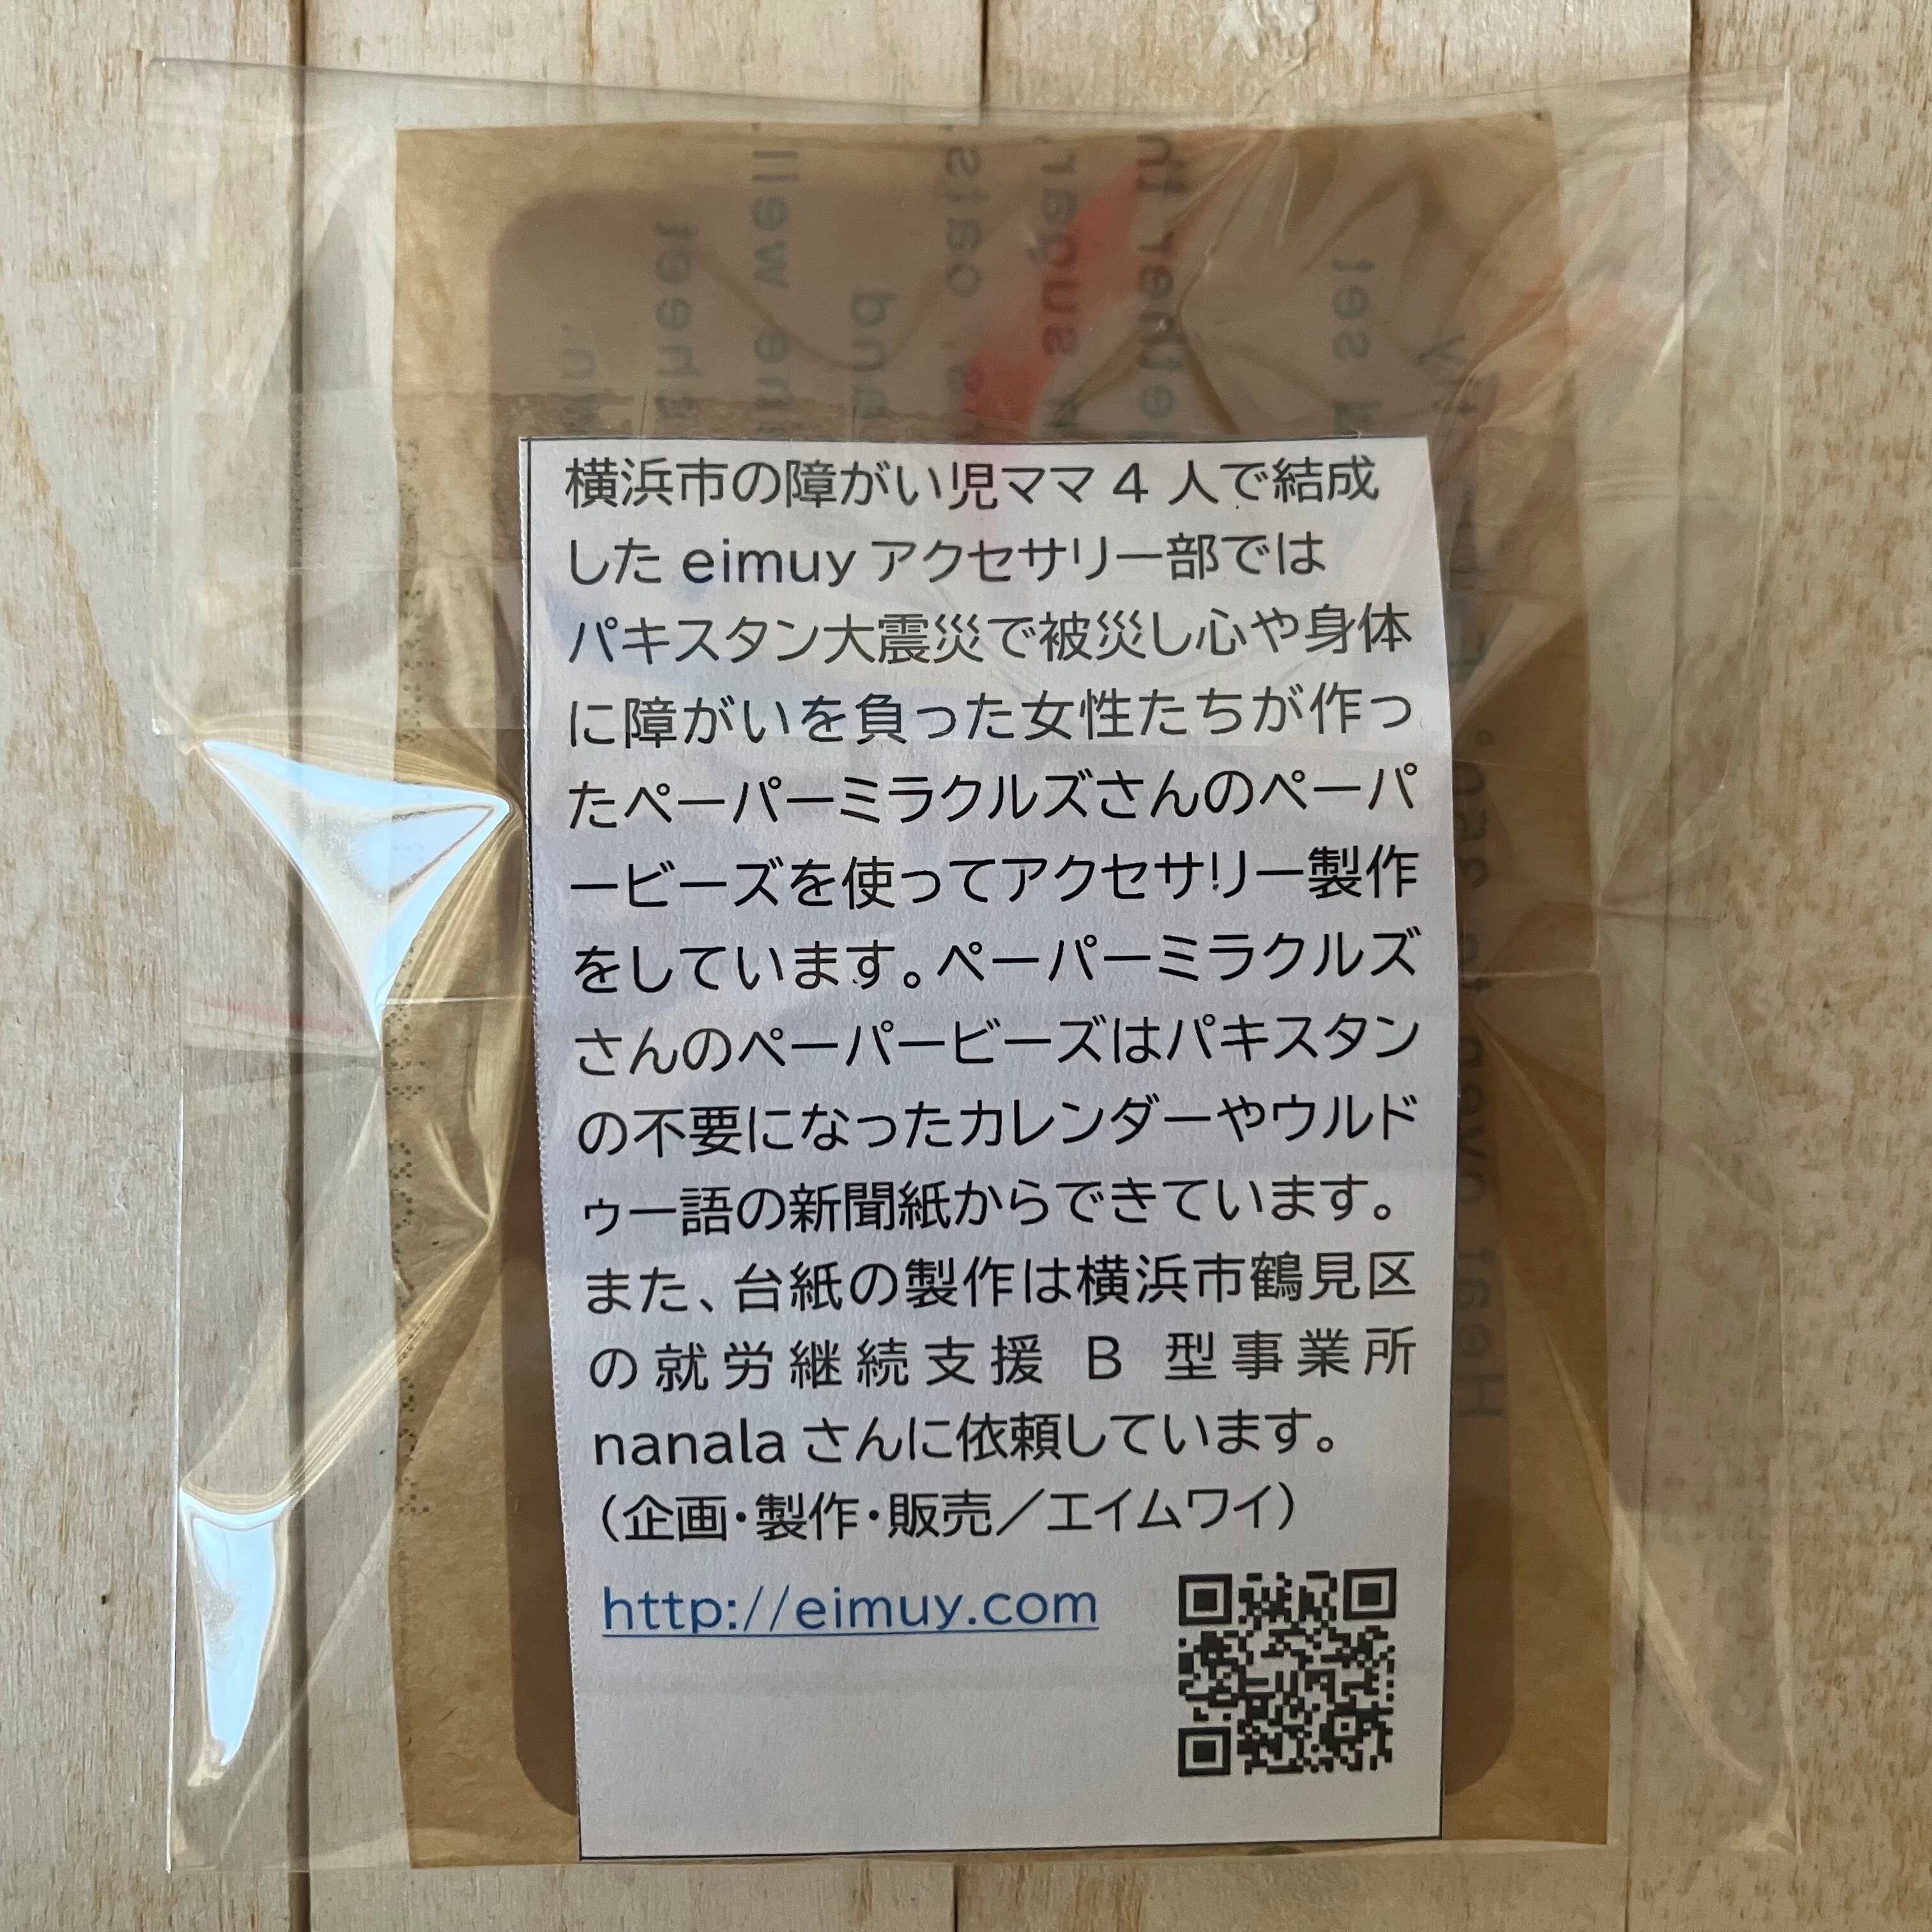 横浜市の障がい児ママ 4 人で結成
した eimuy アクセサリー部では
パキスタン大震災で被災し心や身体
に障がいを負った女性たちが作っ
たペーパーミラクルズさんのペーパ
ービーズを使ってアクセサリー製作
をしています。ペーパーミラクルズ
さんのペーパービーズはパキスタン
の不要になったカレンダーやウルド
ゥー語の新聞紙からできています。
また、台紙の製作は横浜市鶴見区
の就労継続支援 B 型事業所
nanala さんに依頼しています。
（企画・製作・販売／エイムワイ）
http://eimuy.com
well
and
oats,
sugar
set
Heat oven to 350°